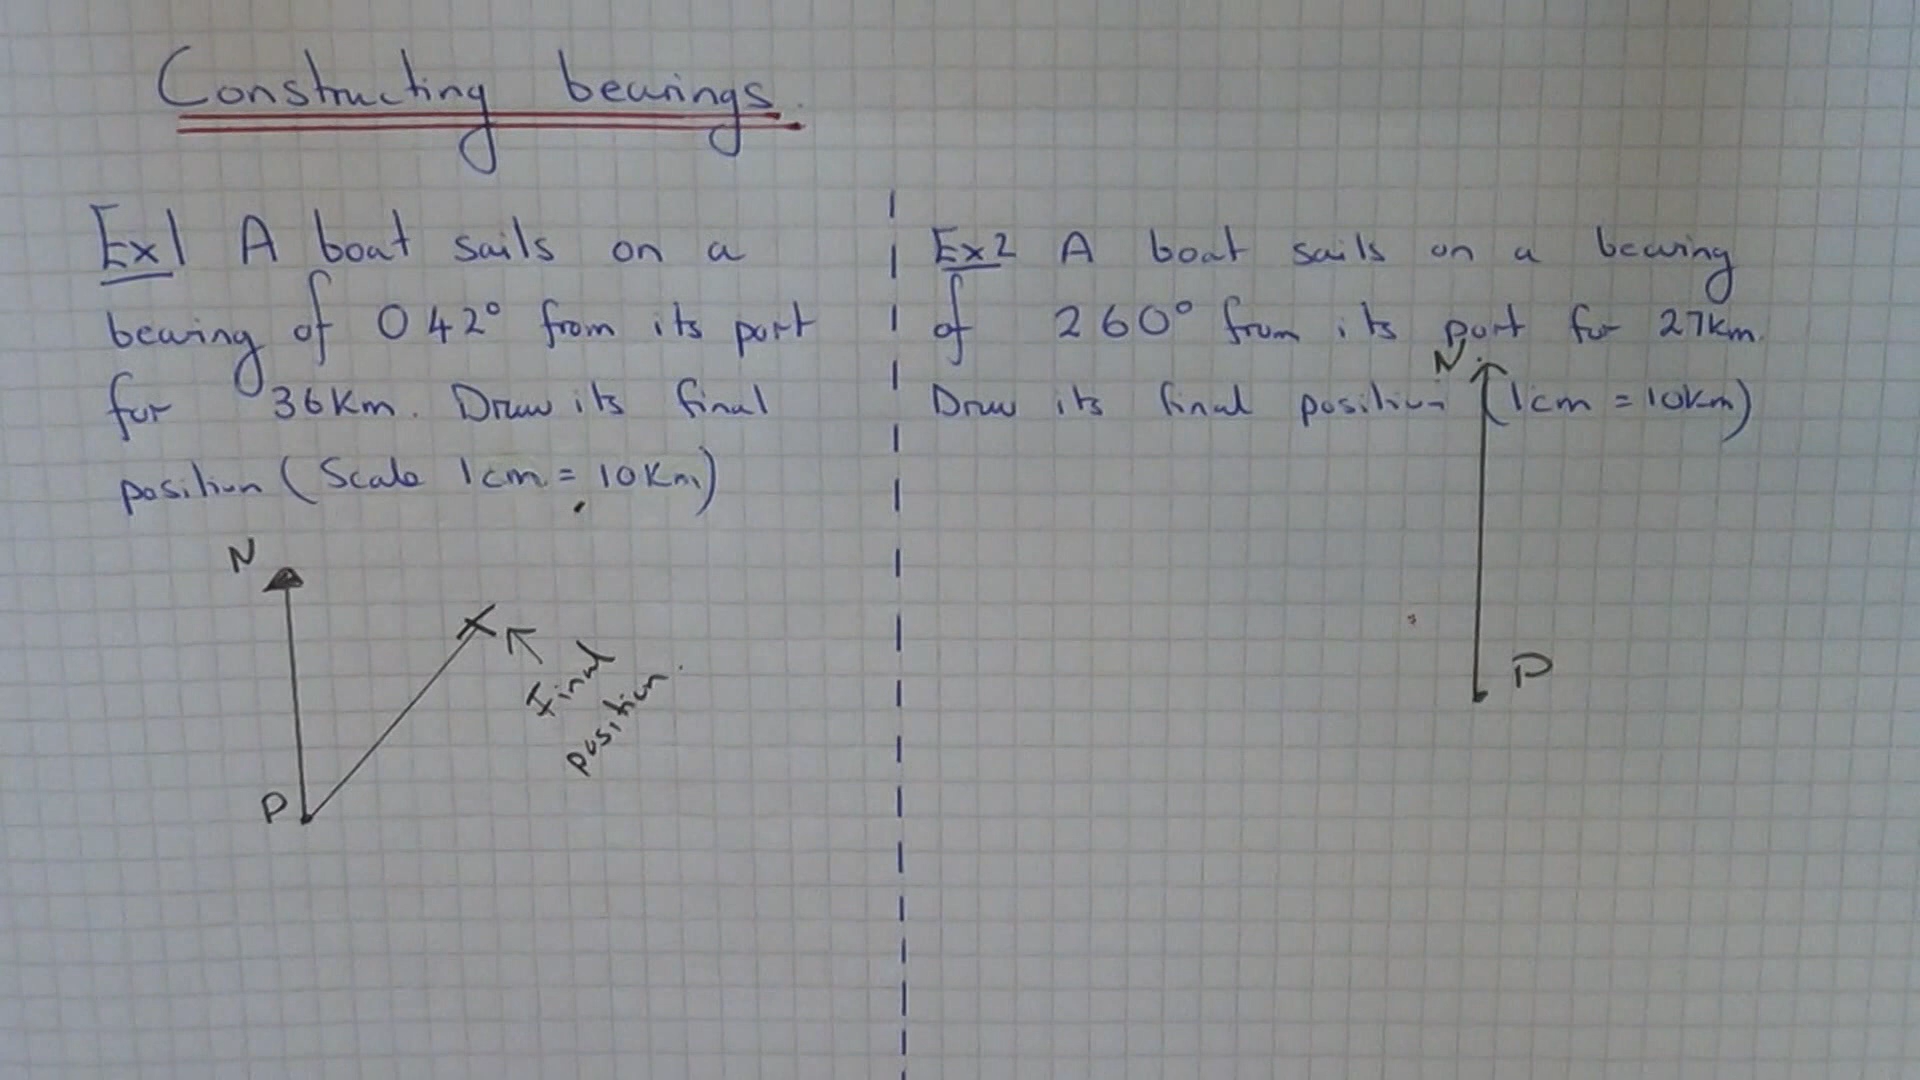 Constructing bearings.
Ex1 A boat sails on a
bearing of 042° from its port
for 36km. Draw its final
position (Scale 1cm = 10km)
N
P
Final
position.
Ex2 A boat sails on a bearing
of 260° from its port for 27km.
Draw its final position (1cm = 10km)
N
P